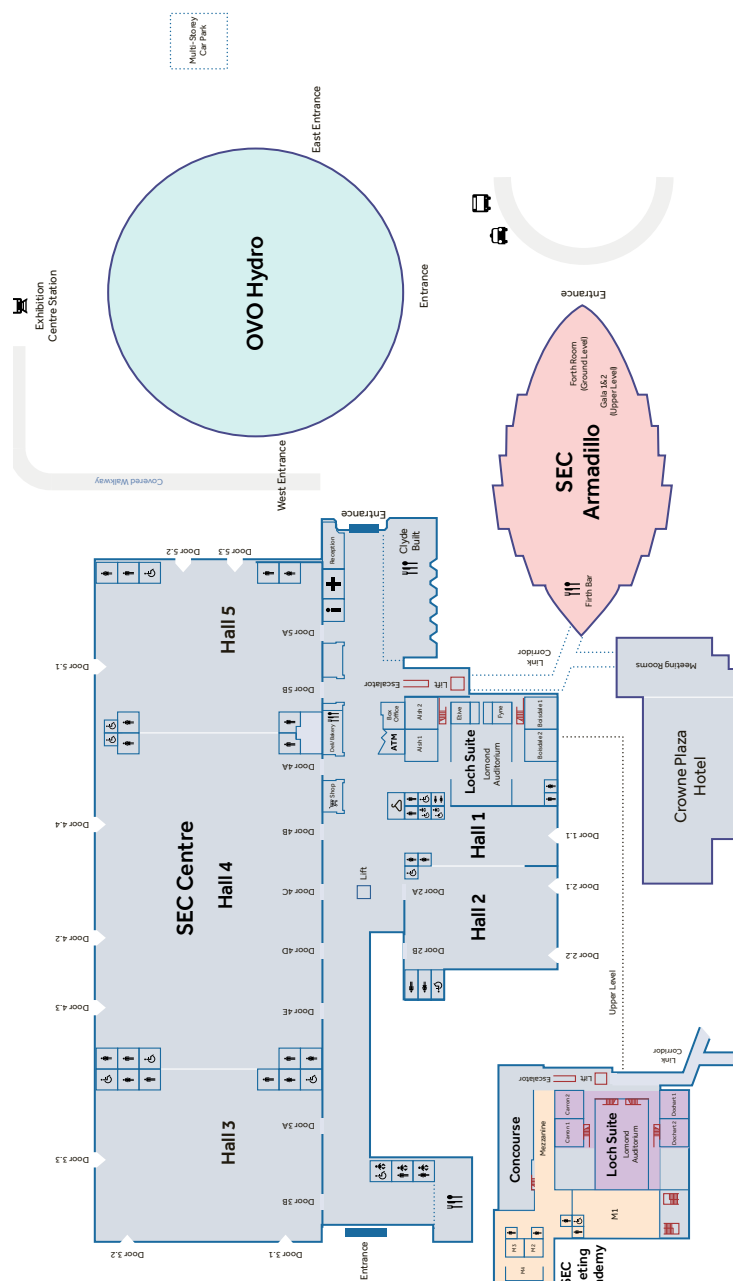 Multi-Storey
Car Park
East Entrance
Exhibition
Centre Station
OVO Hydro
Entrance
West Entrance
Covered Walkway
Entrance
Forth Room
(Ground Level)
Gala 1&2
(Upper Level)
SEC
Armadillo
Firth Bar
Entrance
Reception
Clyde
Built
Door 5.2
Door 5.3
Door 5.1
Hall 5
Door 5A
Door 5B
Link
Corridor
Escalator
Lift
Meeting Rooms
Crowne Plaza
Hotel
Box
Office
ATM
Alsh 2
Alsh 1
Etive
Fyne
Boisdale 1
Boisdale 2
Loch Suite
Lomond
Auditorium
Deli/Bakery
Door 4A
Door 4B
Door 4.4
SEC Centre
Hall 4
Door 4C
Door 4D
Door 4E
Door 4.2
Door 4.3
Lift
Hall 1
Door 1.1
Hall 2
Door 2A
Door 2B
Door 2.1
Door 2.2
Upper Level
Hall 3
Door 3.3
Door 3A
Door 3B
Door 3.2
Door 3.1
Entrance
Concourse
Escalator
Lift
Link
Corridor
Mezzanine
Carron 2
Carron 1
Loch Suite
Lomond
Auditorium
Dochart 1
Dochart 2
M1
M3
M2
M4
SEC
eting
ademy